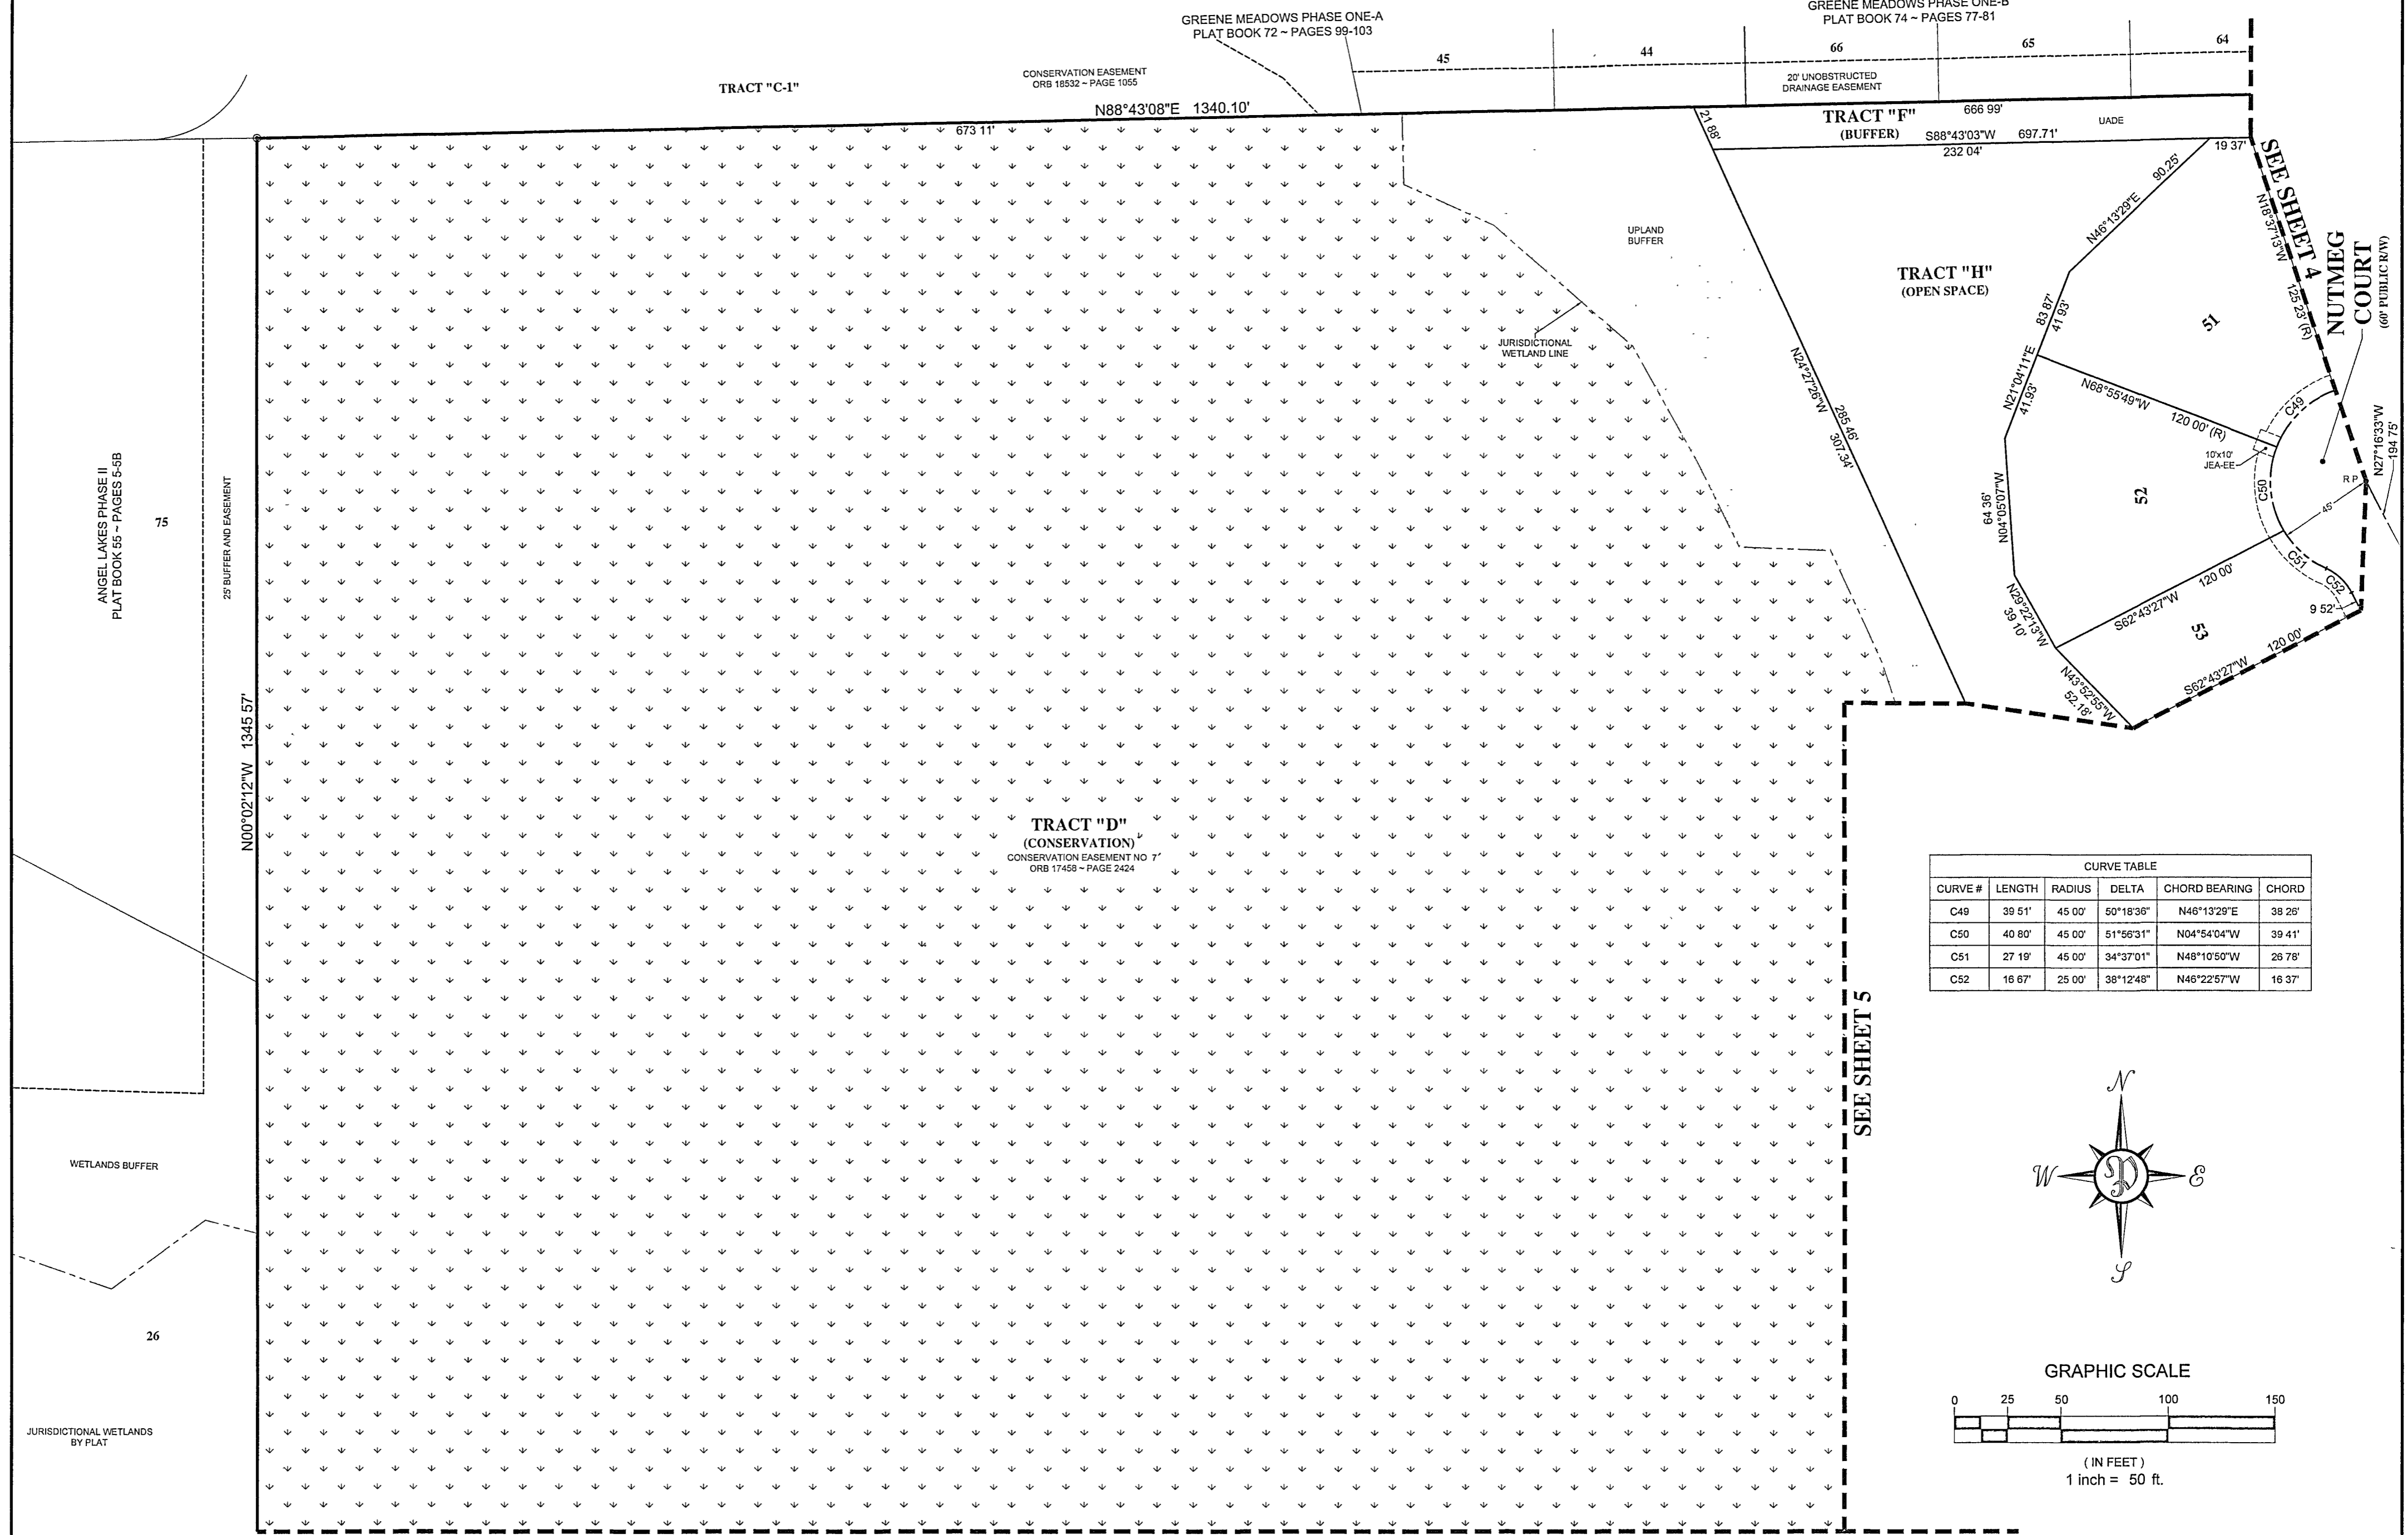 GREENE MEADOWS PHASE ONE-A
PLAT BOOK 72 ~ PAGES 99-103
GREENE MEADOWS PHASE ONE-B
PLAT BOOK 74 ~ PAGES 77-81
45
44
66
65
64
TRACT "C-1"
CONSERVATION EASEMENT
ORB 18532 ~ PAGE 1055
20' UNOBSTRUCTED
DRAINAGE EASEMENT
N88°43'08"E 1340.10'
673 11'
666 99'
21 88'
TRACT "F"
(BUFFER)
UADE
S88°43'03"W 697.71'
232 04'
19 37'
SEE SHEET 4
N18°37'13"W
125 23' (R)
NUTMEG
COURT
(60' PUBLIC R/W)
N46°13'29"E
90.25'
UPLAND
BUFFER
TRACT "H"
(OPEN SPACE)
JURISDICTIONAL
WETLAND LINE
83 87'
41 93'
N21°04'11"E
41.93'
51
N24°27'26"W
285 46'
307.34'
N68°55'49"W
120 00' (R)
C49
10'x10'
JEA-EE
R P
N27°16'33"W
194 75'
ANGEL LAKES PHASE II
PLAT BOOK 55 ~ PAGES 5-5B
75
25' BUFFER AND EASEMENT
64 36'
N04°05'07"W
52
C50
45'
C51
C52
9 52'
N29°22'13"W
39 10'
S62°43'27"W
120 00'
53
N43°52'55"W
52.18'
S62°43'27"W
120 00'
N00°02'12"W 1345 57'
TRACT "D"
(CONSERVATION)
CONSERVATION EASEMENT NO 7
ORB 17458 ~ PAGE 2424
CURVE TABLE
CURVE # LENGTH RADIUS DELTA CHORD BEARING CHORD
C49 39 51' 45 00' 50°18'36" N46°13'29"E 38 26'
C50 40 80' 45 00' 51°56'31" N04°54'04"W 39 41'
C51 27 19' 45 00' 34°37'01" N48°10'50"W 26 78'
C52 16 67' 25 00' 38°12'48" N46°22'57"W 16 37'
SEE SHEET 5
WETLANDS BUFFER
N
W
E
S
26
JURISDICTIONAL WETLANDS
BY PLAT
GRAPHIC SCALE
0 25 50 100 150
( IN FEET )
1 inch = 50 ft.